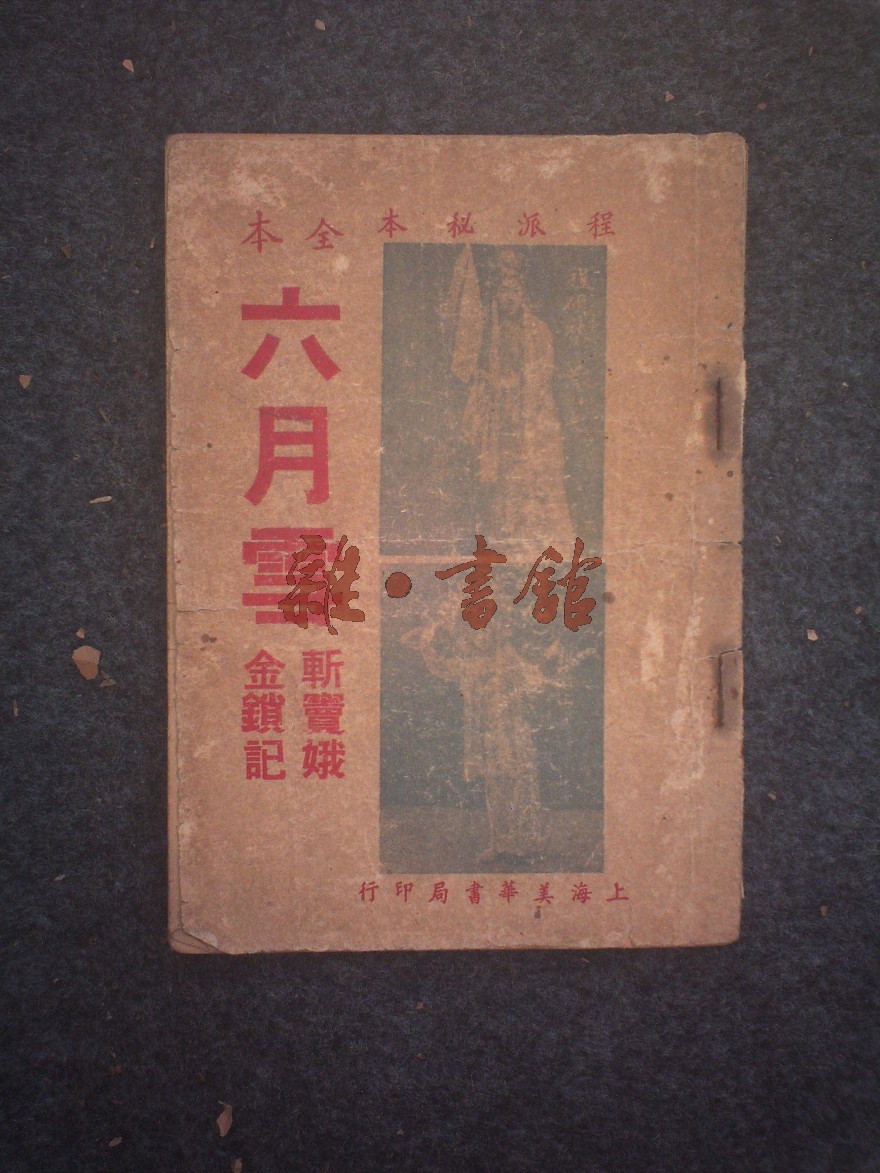 程派秘本全本
六月雪
斬竇娥
金鎖記
上海美華書局印行
雜·書館